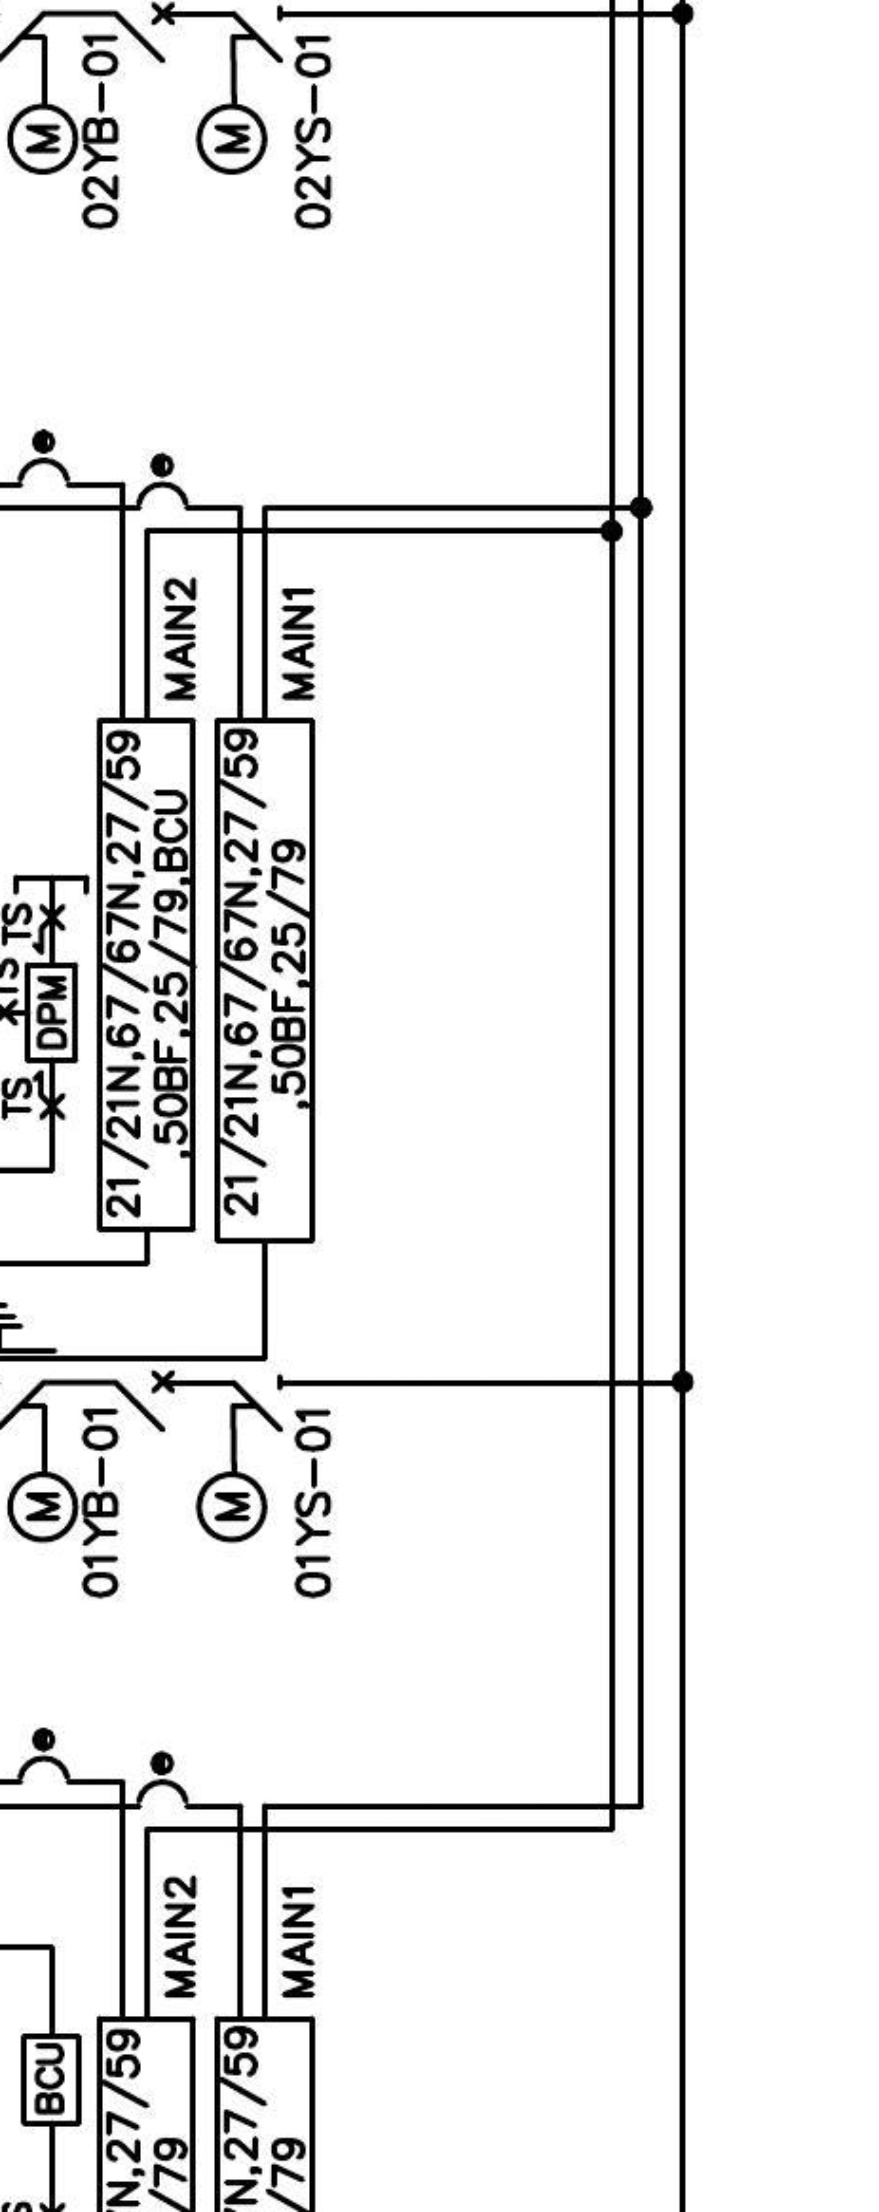 M
02YB-01
M
02YS-01
MAIN2
MAIN1
21/21N,67/67N,27/59
,50BF,25/79,BCU
21/21N,67/67N,27/59
,50BF,25/79
TS
TS
DPM
TS
M
01YB-01
M
01YS-01
MAIN2
MAIN1
BCU
N,27/59
/79
N,27/59
/79